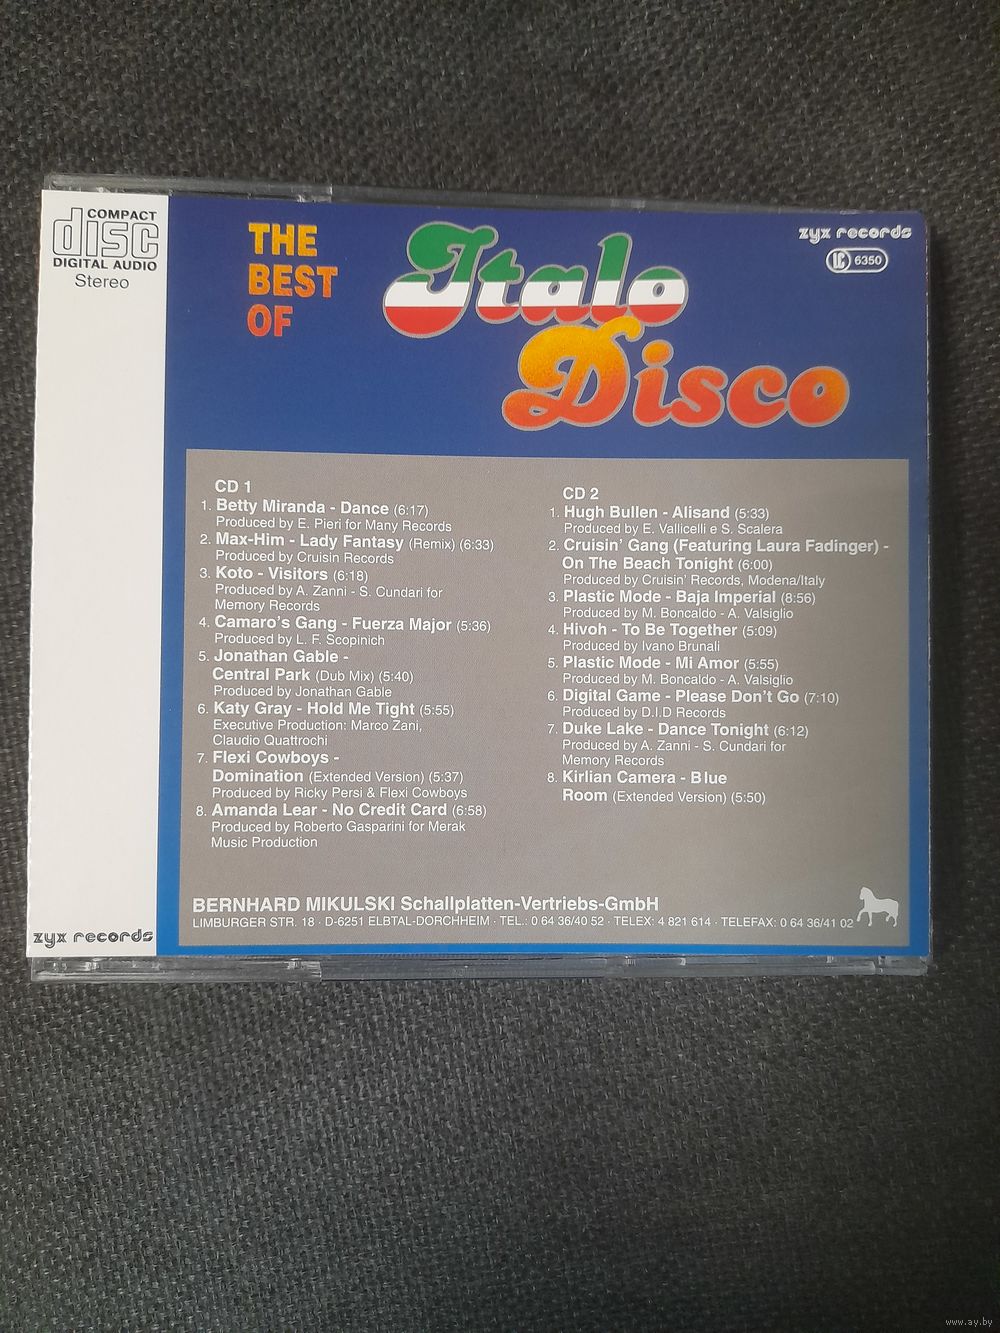 COMPACT
disc
DIGITAL AUDIO
Stereo
THE
BEST
OF
Italo
Disco
zyx records
LC 6350
CD 1
1. Betty Miranda - Dance (6:17)
Produced by E. Pieri for Many Records
2. Max-Him - Lady Fantasy (Remix) (6:33)
Produced by Cruisin Records
3. Koto - Visitors (6:18)
Produced by A. Zanni - S. Cundari for
Memory Records
4. Camaro's Gang - Fuerza Major (5:36)
Produced by L. F. Scopinich
5. Jonathan Gable -
Central Park (Dub Mix) (5:40)
Produced by Jonathan Gable
6. Katy Gray - Hold Me Tight (5:55)
Executive Production: Marco Zani,
Claudio Quattrochi
7. Flexi Cowboys -
Domination (Extended Version) (5:37)
Produced by Ricky Persi & Flexi Cowboys
8. Amanda Lear - No Credit Card (6:58)
Produced by Roberto Gasparini for Merak
Music Production
CD 2
1. Hugh Bullen - Alisand (5:33)
Produced by E. Vallicelli e S. Scalera
2. Cruisin' Gang (Featuring Laura Fadinger) -
On The Beach Tonight (6:00)
Produced by Cruisin' Records, Modena/Italy
3. Plastic Mode - Baja Imperial (8:56)
Produced by M. Boncaldo - A. Valsiglio
4. Hivoh - To Be Together (5:09)
Produced by Ivano Brunali
5. Plastic Mode - Mi Amor (5:55)
Produced by M. Boncaldo - A. Valsiglio
6. Digital Game - Please Don't Go (7:10)
Produced by D.I.D Records
7. Duke Lake - Dance Tonight (6:12)
Produced by A. Zanni - S. Cundari for
Memory Records
8. Kirlian Camera - Blue
Room (Extended Version) (5:50)
BERNHARD MIKULSKI Schallplatten-Vertriebs-GmbH
LIMBURGER STR. 18 · D-6251 ELBTAL-DORCHHEIM · TEL.: 0 64 36/40 52 · TELEX: 4 821 614 · TELEFAX: 0 64 36/41 02
zyx records
www.ay.by